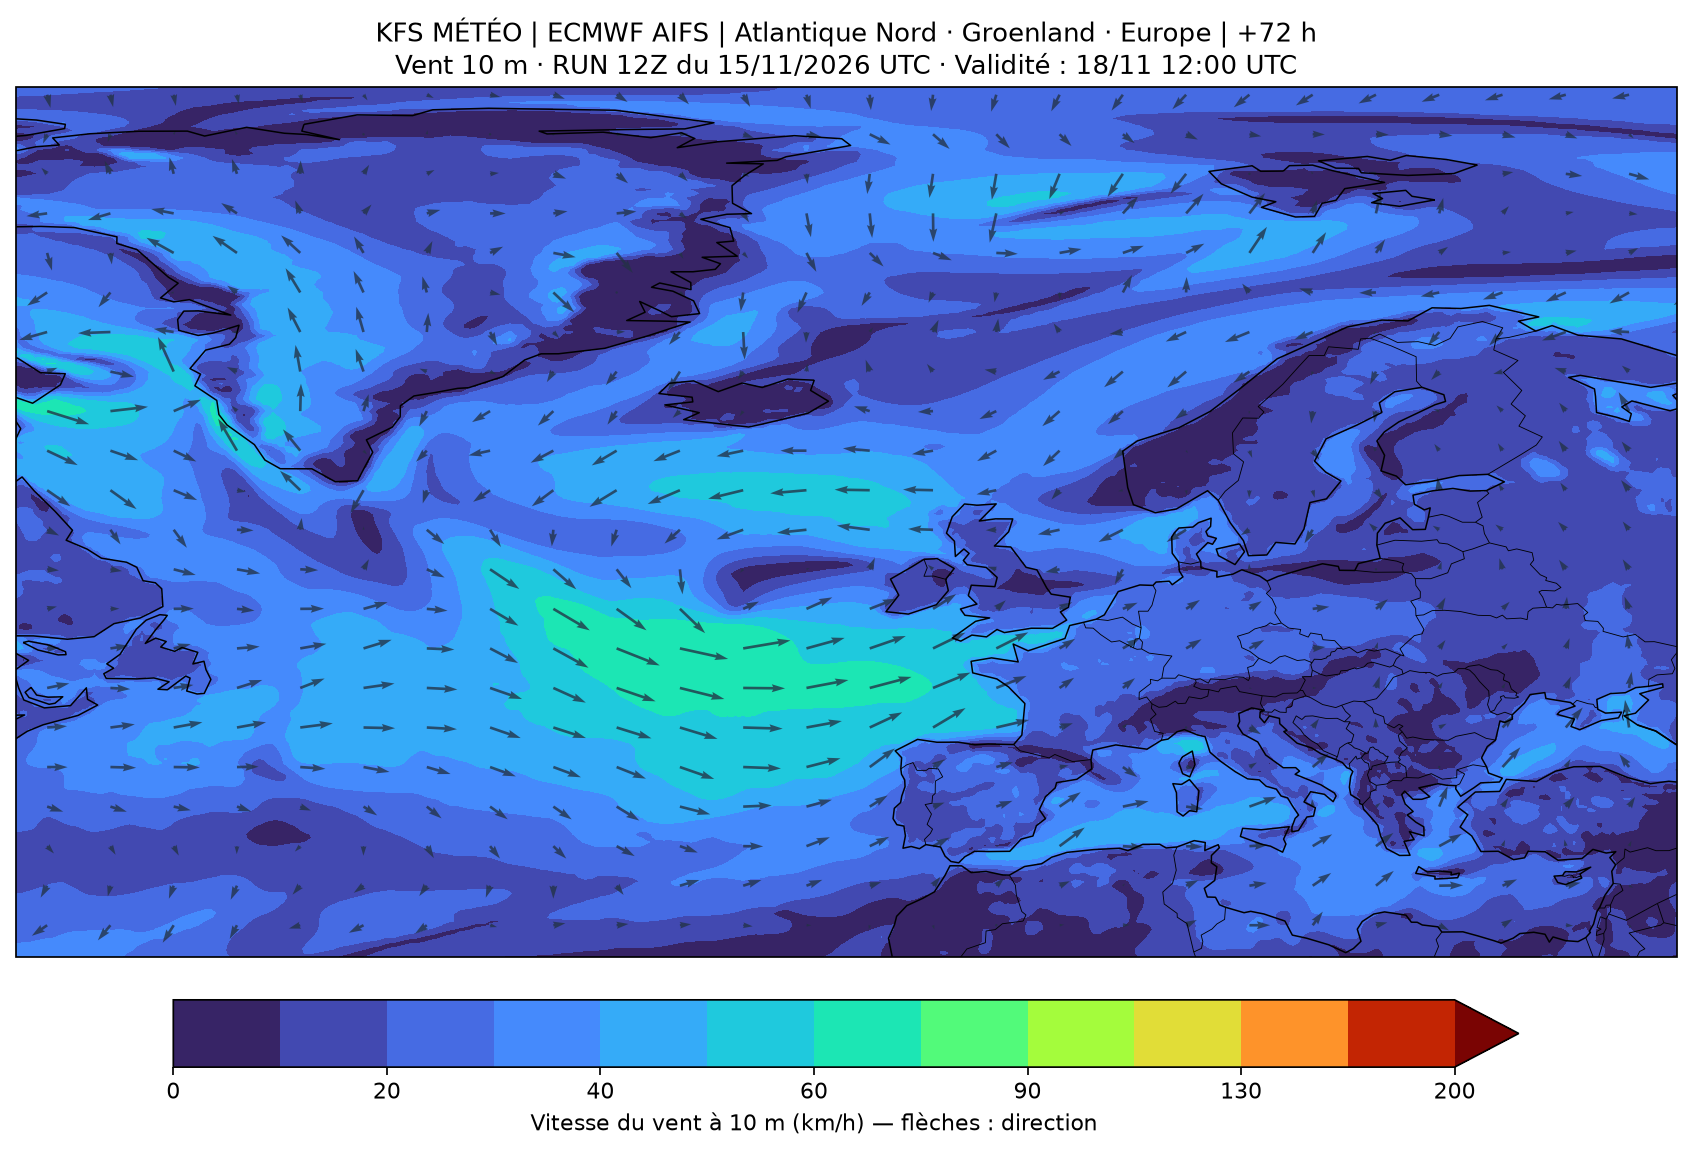 KFS MÉTÉO | ECMWF AIFS | Atlantique Nord · Groenland · Europe | +72 h
Vent 10 m · RUN 12Z du 15/11/2026 UTC · Validité : 18/11 12:00 UTC
0 20 40 60 90 130 200
Vitesse du vent à 10 m (km/h) — flèches : direction